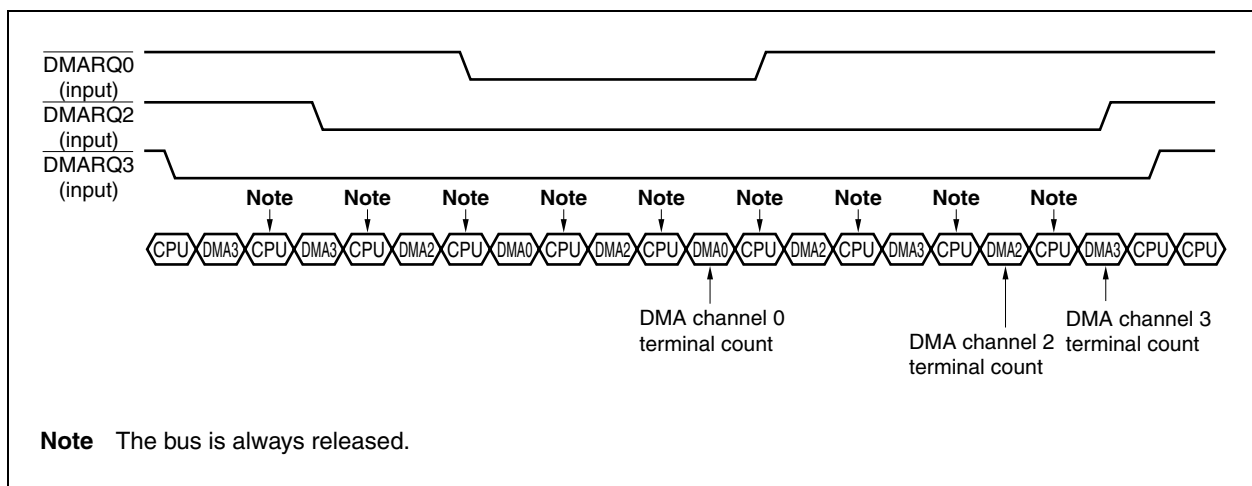 DMARQ0
(input)
DMARQ2
(input)
DMARQ3
(input)
Note Note Note Note Note Note Note Note Note
CPU DMA3 CPU DMA3 CPU DMA2 CPU DMA0 CPU DMA2 CPU DMA0 CPU DMA2 CPU DMA3 CPU DMA2 CPU DMA3 CPU CPU
DMA channel 0
terminal count
DMA channel 2
terminal count
DMA channel 3
terminal count
Note The bus is always released.